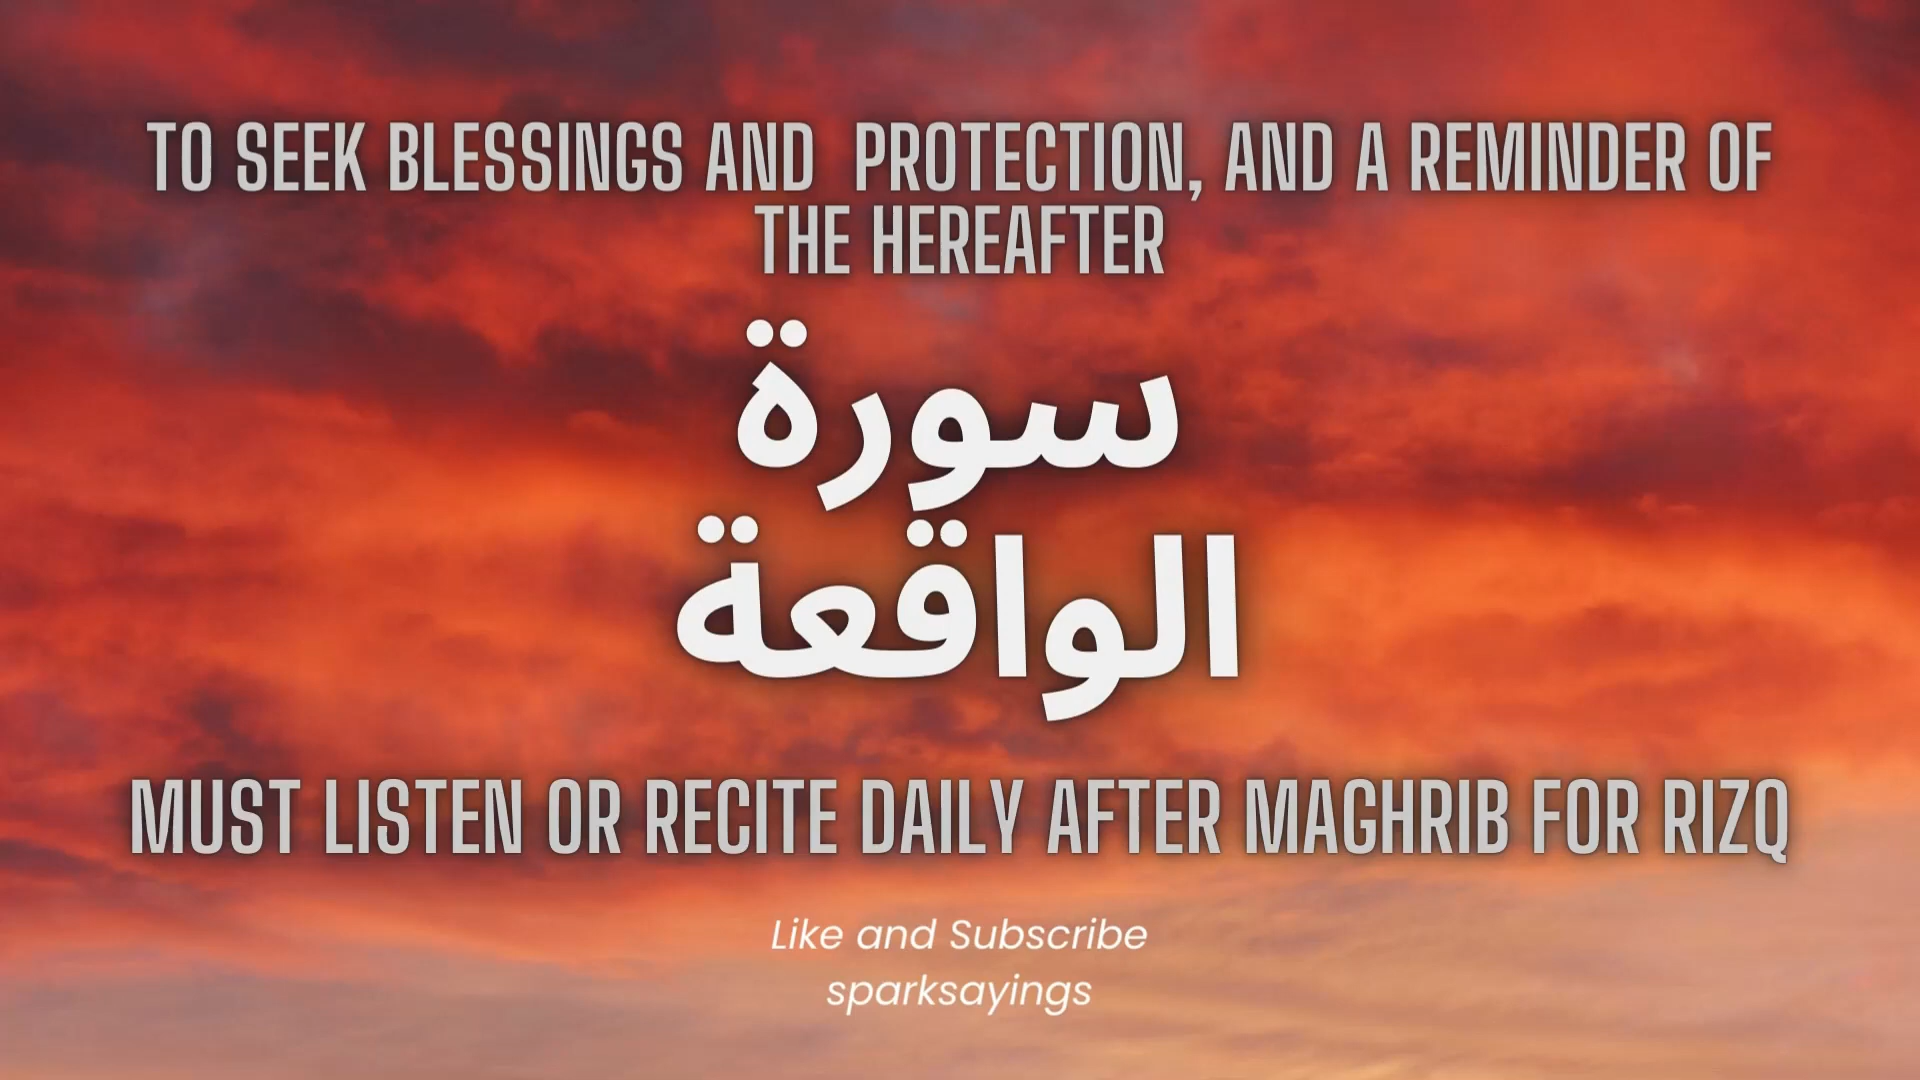 TO SEEK BLESSINGS AND PROTECTION, AND A REMINDER OF
THE HEREAFTER
سورة
الواقعة
MUST LISTEN OR RECITE DAILY AFTER MAGHRIB FOR RIZQ
Like and Subscribe
sparksayings